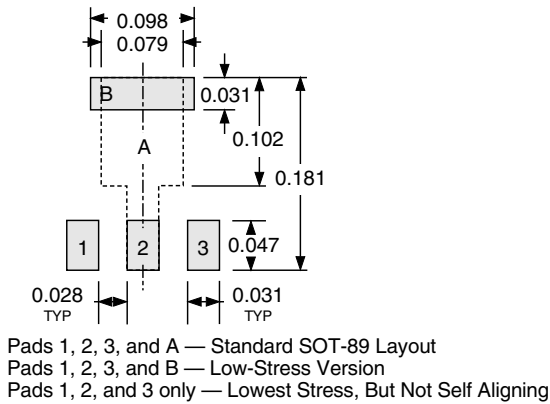 0.098
0.079
B
0.031
A
0.102
0.181
1
2
3
0.047
0.028
TYP
0.031
TYP
Pads 1, 2, 3, and A — Standard SOT-89 Layout
Pads 1, 2, 3, and B — Low-Stress Version
Pads 1, 2, and 3 only — Lowest Stress, But Not Self Aligning